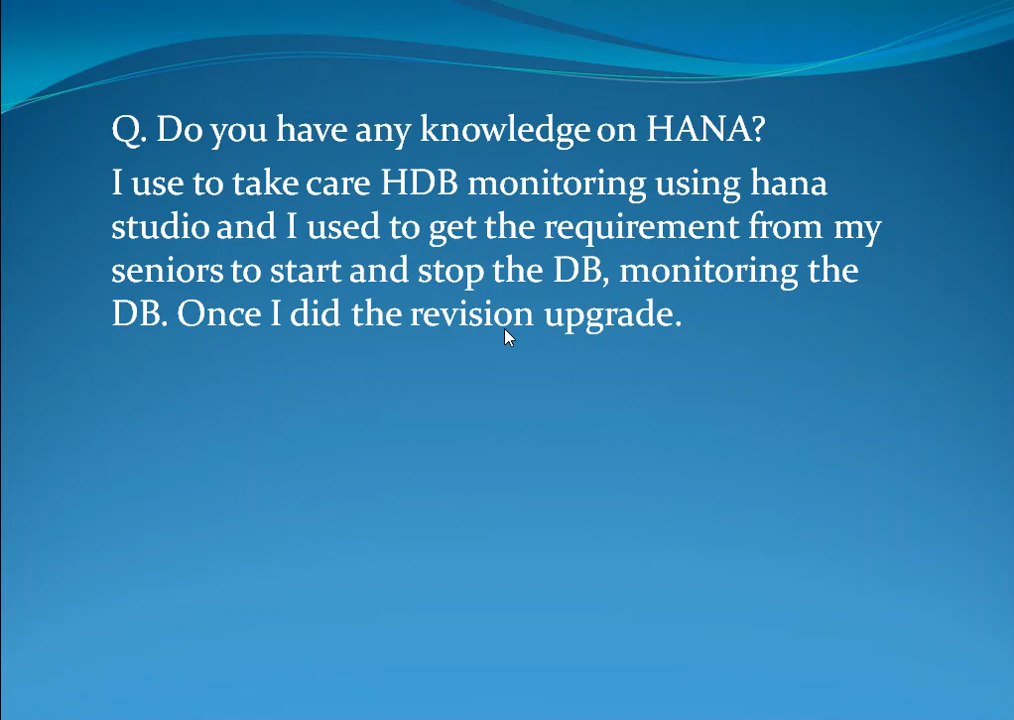 Q. Do you have any knowledge on HANA?
I use to take care HDB monitoring using hana
studio and I used to get the requirement from my
seniors to start and stop the DB, monitoring the
DB. Once I did the revision upgrade.